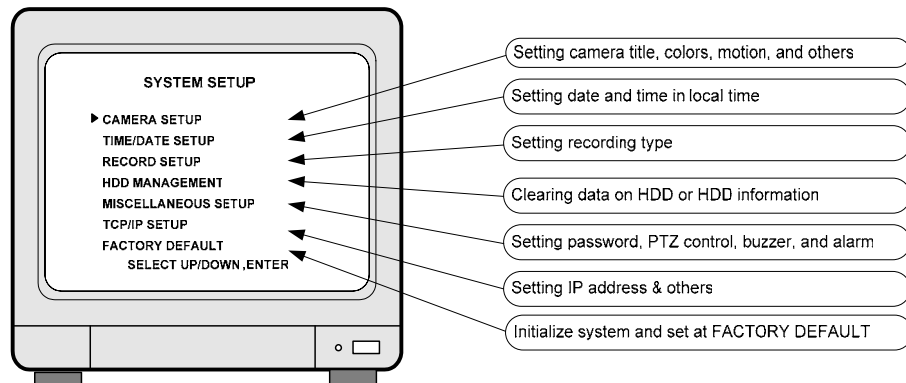 SYSTEM SETUP
CAMERA SETUP
TIME/DATE SETUP
RECORD SETUP
HDD MANAGEMENT
MISCELLANEOUS SETUP
TCP/IP SETUP
FACTORY DEFAULT
SELECT UP/DOWN ,ENTER
Setting camera title, colors, motion, and others
Setting date and time in local time
Setting recording type
Clearing data on HDD or HDD information
Setting password, PTZ control, buzzer, and alarm
Setting IP address & others
Initialize system and set at FACTORY DEFAULT